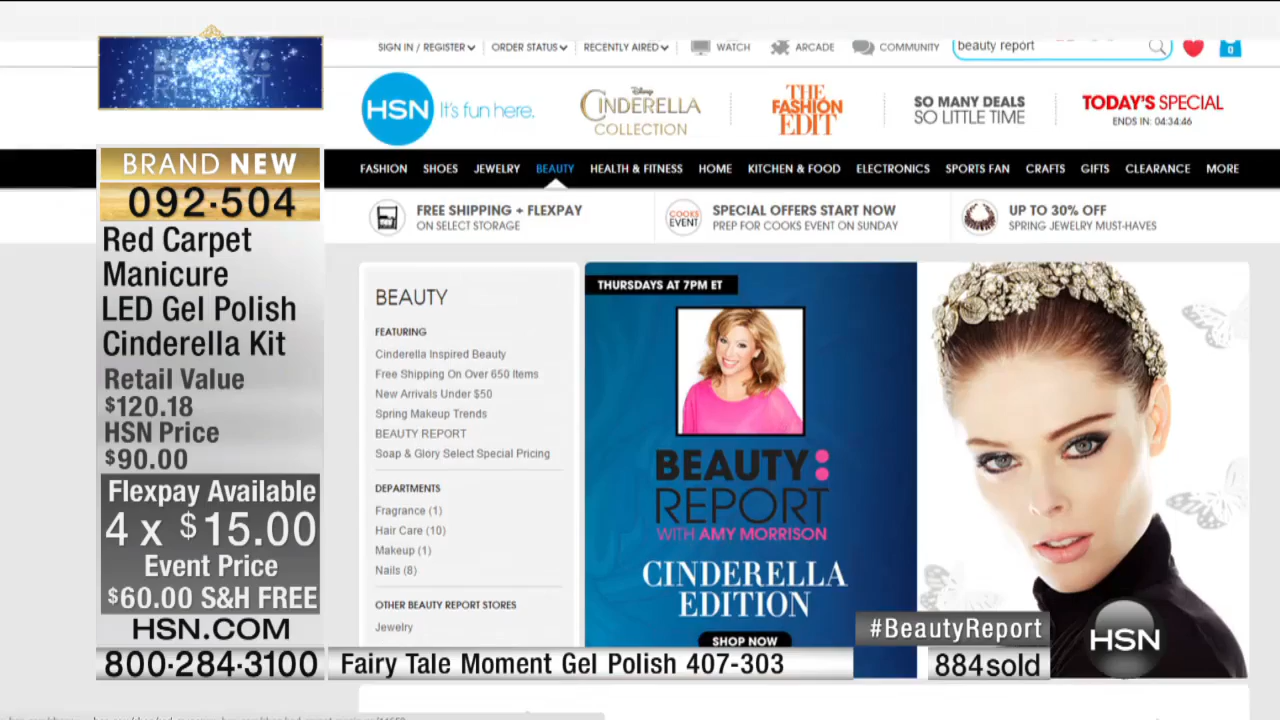 SIGN IN / REGISTER
ORDER STATUS
RECENTLY AIRED
WATCH
ARCADE
COMMUNITY
beauty report
0
BEAUTY:
REPORT
HSN It's fun here.
Disney
CINDERELLA
COLLECTION
THE
FASHION
EDIT
SO MANY DEALS
SO LITTLE TIME
TODAY'S SPECIAL
ENDS IN: 04:34:46
FASHION SHOES JEWELRY BEAUTY HEALTH & FITNESS HOME KITCHEN & FOOD ELECTRONICS SPORTS FAN CRAFTS GIFTS CLEARANCE MORE
FREE SHIPPING + FLEXPAY
ON SELECT STORAGE
COOKS
EVENT
SPECIAL OFFERS START NOW
PREP FOR COOKS EVENT ON SUNDAY
UP TO 30% OFF
SPRING JEWELRY MUST-HAVES
BRAND NEW
092·504
Red Carpet
Manicure
LED Gel Polish
Cinderella Kit
Retail Value
$120.18
HSN Price
$90.00
Flexpay Available
4 x $15.00
Event Price
$60.00 S&H FREE
HSN.COM
800·284·3100
BEAUTY
FEATURING
Cinderella Inspired Beauty
Free Shipping On Over 650 Items
New Arrivals Under $50
Spring Makeup Trends
BEAUTY REPORT
Soap & Glory Select Special Pricing
DEPARTMENTS
Fragrance (1)
Hair Care (10)
Makeup (1)
Nails (8)
OTHER BEAUTY REPORT STORES
Jewelry
THURSDAYS AT 7PM ET
BEAUTY:
REPORT
WITH AMY MORRISON
CINDERELLA
EDITION
SHOP NOW
#BeautyReport
HSN
Fairy Tale Moment Gel Polish 407-303
884 sold